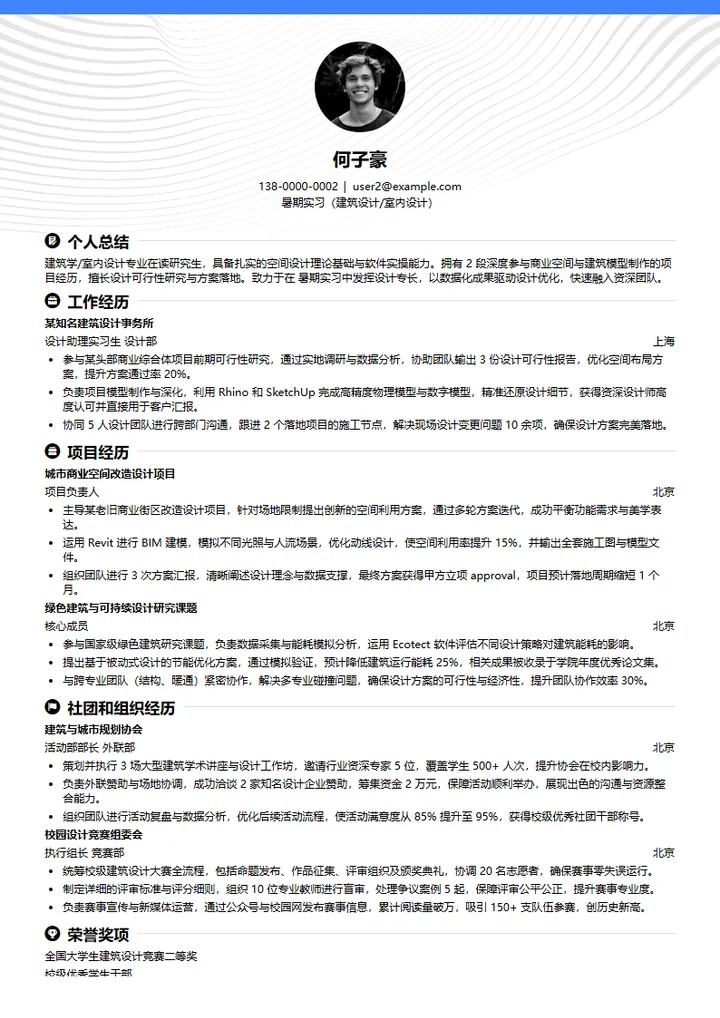 何子豪
138-0000-0002 | user2@example.com
暑期实习（建筑设计/室内设计）
个人总结
建筑学/室内设计专业在读研究生，具备扎实的空间设计理论基础与软件实操能力。拥有 2 段深度参与商业空间与建筑模型制作的项
目经历，擅长设计可行性研究与方案落地。致力于在 暑期实习中发挥设计专长，以数据化成果驱动设计优化，快速融入资深团队。
工作经历
某知名建筑设计事务所
设计助理实习生 设计部 上海
• 参与某头部商业综合体项目前期可行性研究，通过实地调研与数据分析，协助团队输出 3 份设计可行性报告，优化空间布局方
案，提升方案通过率 20%。
• 负责项目模型制作与深化，利用 Rhino 和 SketchUp 完成高精度物理模型与数字模型，精准还原设计细节，获得资深设计师高
度认可并直接用于客户汇报。
• 协同 5 人设计团队进行跨部门沟通，跟进 2 个落地项目的施工节点，解决现场设计变更问题 10 余项，确保设计方案完美落地。
项目经历
城市商业空间改造设计项目
项目负责人 北京
• 主导某老旧商业街区改造设计项目，针对场地限制提出创新的空间利用方案，通过多轮方案迭代，成功平衡功能需求与美学表
达。
• 运用 Revit 进行 BIM 建模，模拟不同光照与人流场景，优化动线设计，使空间利用率提升 15%，并输出全套施工图与模型文
件。
• 组织团队进行 3 次方案汇报，清晰阐述设计理念与数据支撑，最终方案获得甲方立项 approval，项目预计落地周期缩短 1 个
月。
绿色建筑与可持续设计研究课题
核心成员 北京
• 参与国家级绿色建筑研究课题，负责数据采集与能耗模拟分析，运用 Ecotect 软件评估不同设计策略对建筑能耗的影响。
• 提出基于被动式设计的节能优化方案，通过模拟验证，预计降低建筑运行能耗 25%，相关成果被收录于学院年度优秀论文集。
• 与跨专业团队（结构、暖通）紧密协作，解决多专业碰撞问题，确保设计方案的可行性与经济性，提升团队协作效率 30%。
社团和组织经历
建筑与城市规划协会
活动部部长 外联部 北京
• 策划并执行 3 场大型建筑学术讲座与设计工作坊，邀请行业资深专家 5 位，覆盖学生 500+ 人次，提升协会在校内影响力。
• 负责外联赞助与场地协调，成功洽谈 2 家知名设计企业赞助，筹集资金 2 万元，保障活动顺利举办，展现出色的沟通与资源整
合能力。
• 组织团队进行活动复盘与数据分析，优化后续活动流程，使活动满意度从 85% 提升至 95%，获得校级优秀社团干部称号。
校园设计竞赛组委会
执行组长 竞赛部 北京
• 统筹校级建筑设计大赛全流程，包括命题发布、作品征集、评审组织及颁奖典礼，协调 20 名志愿者，确保赛事零失误运行。
• 制定详细的评审标准与评分细则，组织 10 位专业教师进行盲审，处理争议案例 5 起，保障评审公平公正，提升赛事专业度。
• 负责赛事宣传与新媒体运营，通过公众号与校园网发布赛事信息，累计阅读量破万，吸引 150+ 支队伍参赛，创历史新高。
荣誉奖项
全国大学生建筑设计竞赛二等奖
校级优秀学生干部